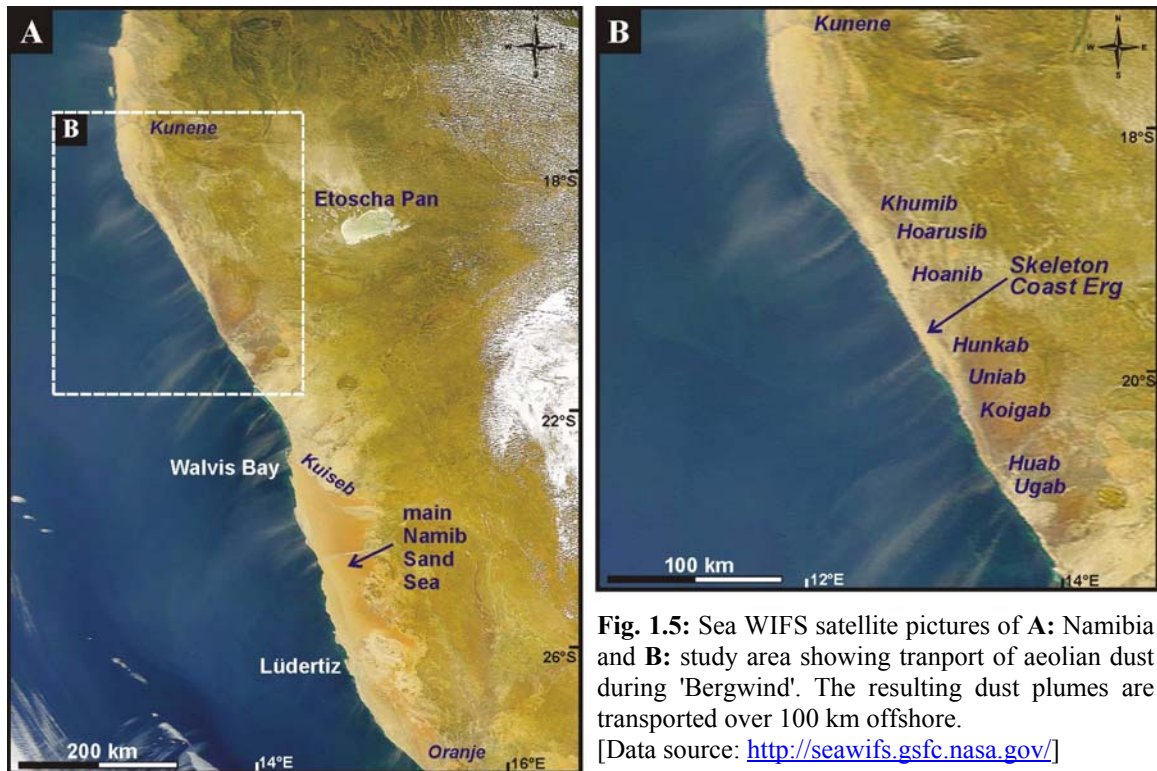 A
N
W
E
S
B
Kunene
18°S
Etoscha Pan
22°S
Walvis Bay
Kuiseb
main
Namib
Sand
Sea
26°S
Lüdertiz
Oranje
200 km
14°E
16°E
B
Kunene
N
W
E
S
18°S
Khumib
Hoarusib
Hoanib
Skeleton
Coast Erg
Hunkab
Uniab
20°S
Koigab
Huab
Ugab
100 km
12°E
14°E
Fig. 1.5: Sea WIFS satellite pictures of A: Namibia
and B: study area showing tranport of aeolian dust
during 'Bergwind'. The resulting dust plumes are
transported over 100 km offshore.
[Data source: http://seawifs.gsfc.nasa.gov/]